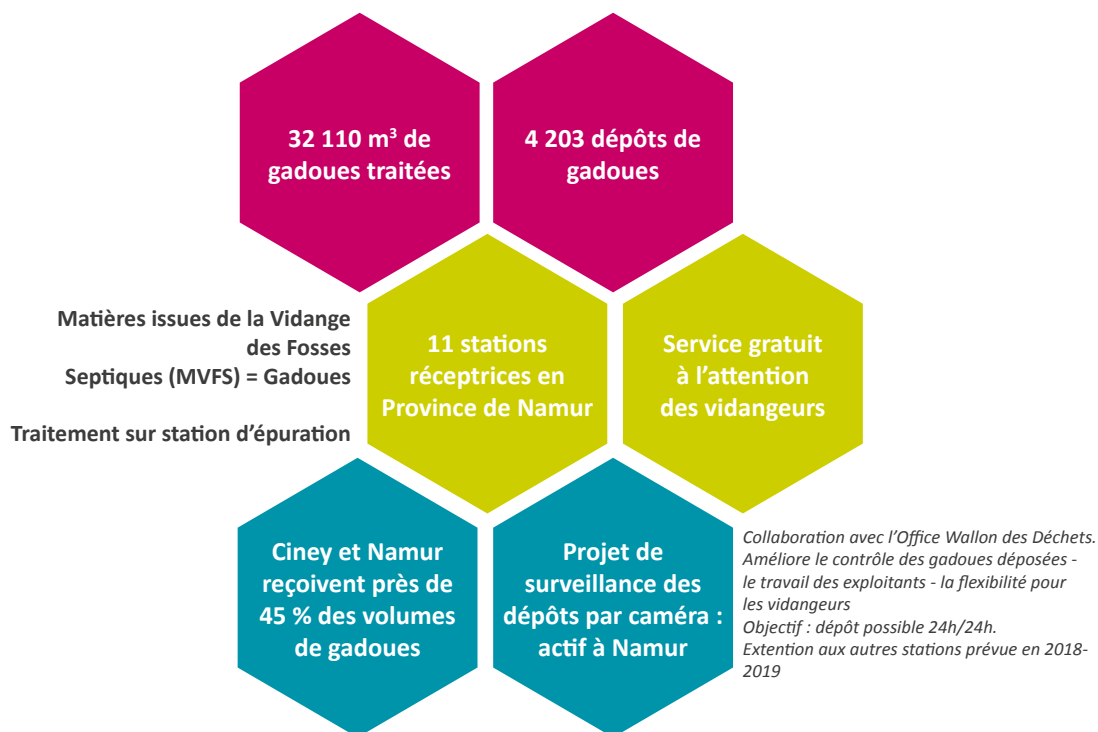 32 110 m³ de
gadoues traitées
4 203 dépôts de
gadoues
Matières issues de la Vidange
des Fosses
Septiques (MVFS) = Gadoues
Traitement sur station d'épuration
11 stations
réceptrices en
Province de Namur
Service gratuit
à l'attention
des vidangeurs
Ciney et Namur
reçoivent près de
45 % des volumes
de gadoues
Projet de
surveillance des
dépôts par caméra :
actif à Namur
Collaboration avec l'Office Wallon des Déchets.
Améliore le contrôle des gadoues déposées -
le travail des exploitants - la flexibilité pour
les vidangeurs
Objectif : dépôt possible 24h/24h.
Extention aux autres stations prévue en 2018-
2019